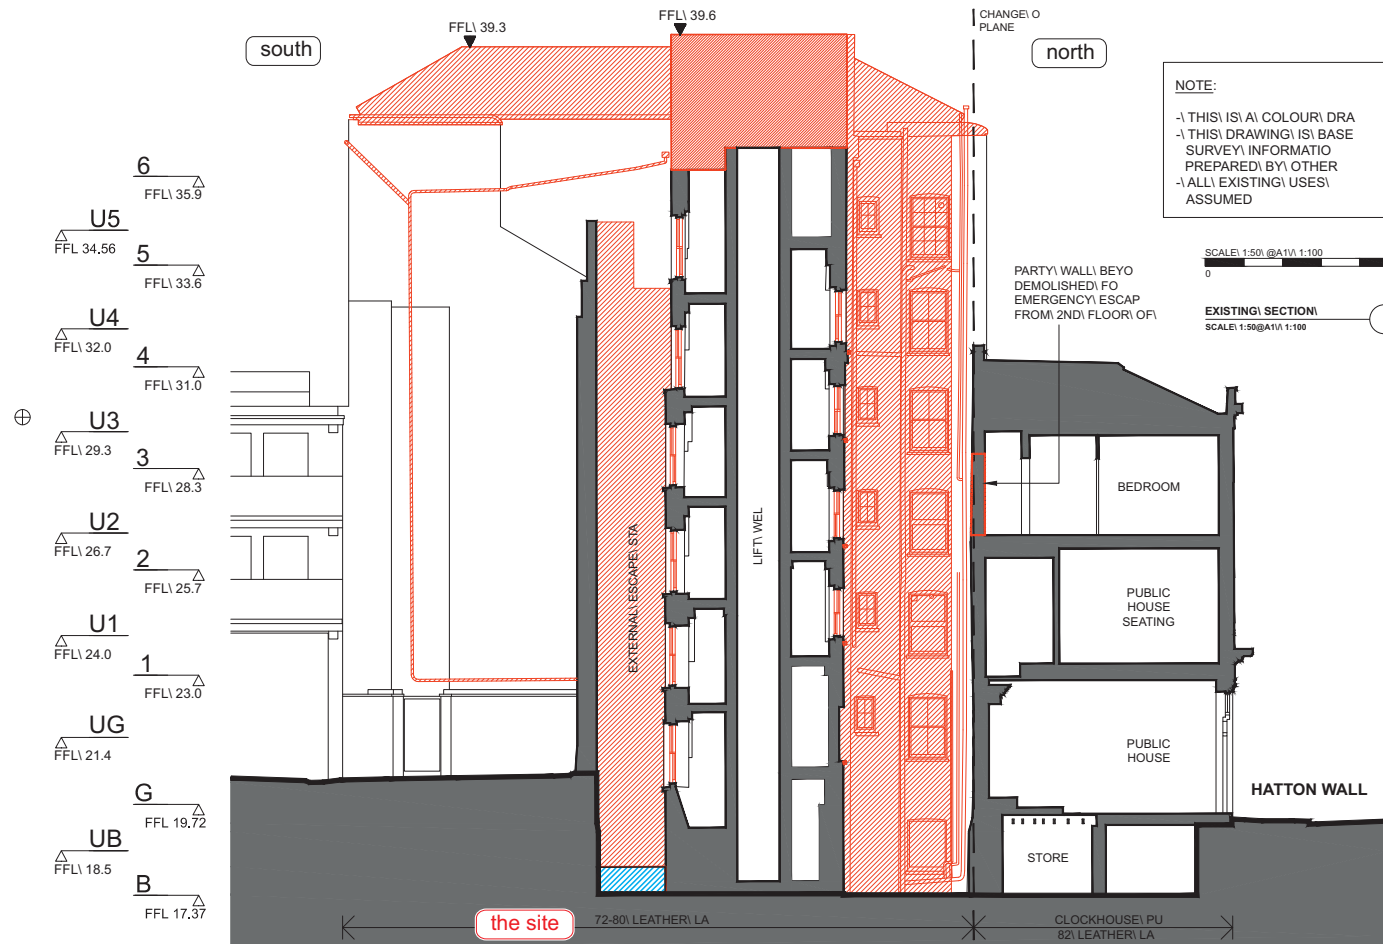 FFL\ 39.3
FFL\ 39.6
CHANGE\ O
PLANE
south
north
NOTE:
-\ THIS\ IS\ A\ COLOUR\ DRA
-\ THIS\ DRAWING\ IS\ BASE
SURVEY\ INFORMATIO
PREPARED\ BY\ OTHER
-\ ALL\ EXISTING\ USES\
ASSUMED
SCALE\ 1:50\ @A1\/\ 1:100
0
EXISTING\ SECTION\
SCALE\ 1:50@A1\/\ 1:100
PARTY\ WALL\ BEYO
DEMOLISHED\ FO
EMERGENCY\ ESCAP
FROM\ 2ND\ FLOOR\ OF\
6
FFL\ 35.9
U5
FFL 34.56
5
FFL\ 33.6
U4
FFL\ 32.0
4
FFL\ 31.0
U3
FFL\ 29.3
3
FFL\ 28.3
U2
FFL\ 26.7
2
FFL\ 25.7
U1
FFL\ 24.0
1
FFL\ 23.0
UG
FFL\ 21.4
G
FFL 19.72
UB
FFL\ 18.5
B
FFL 17.37
EXTERNAL\ ESCAPE\ STA
LIFT\ WEL
BEDROOM
PUBLIC
HOUSE
SEATING
PUBLIC
HOUSE
STORE
HATTON WALL
the site
72-80\ LEATHER\ LA
CLOCKHOUSE\ PU
82\ LEATHER\ LA